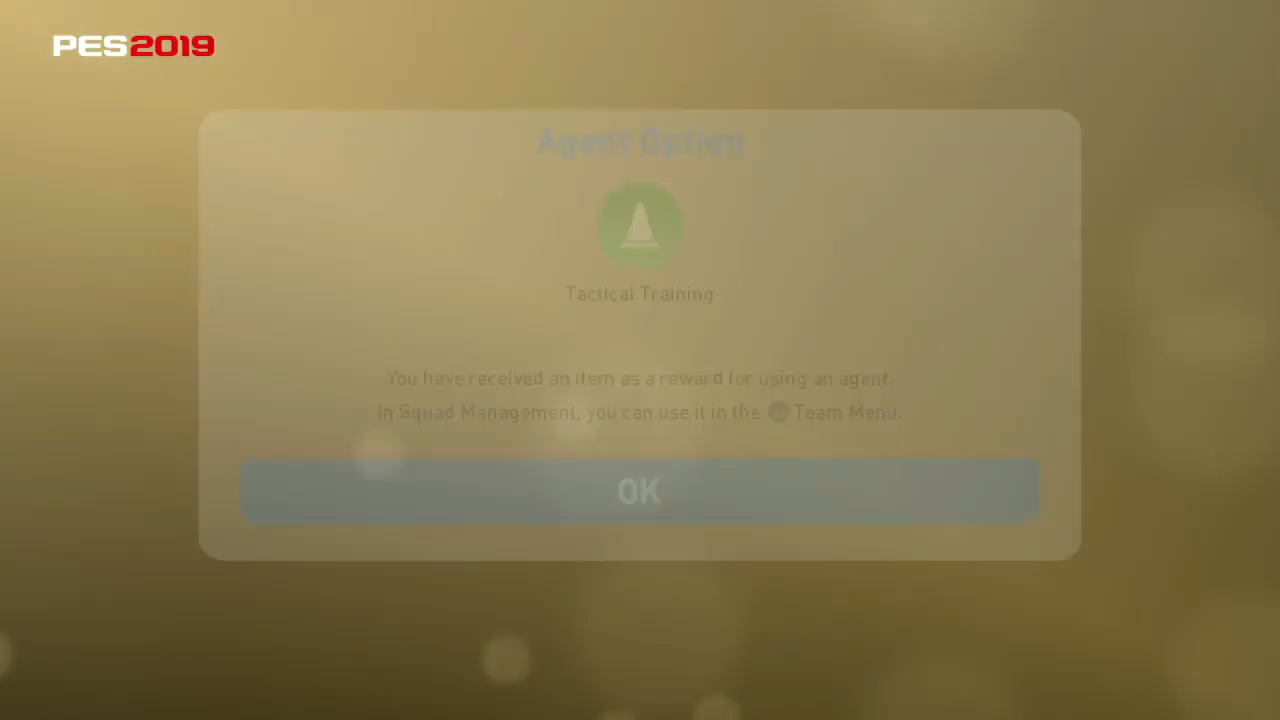 PES2019
Agent Option
Tactical Training
You have received an item as a reward for using an agent.
In Squad Management, you can use it in the Team Menu.
OK